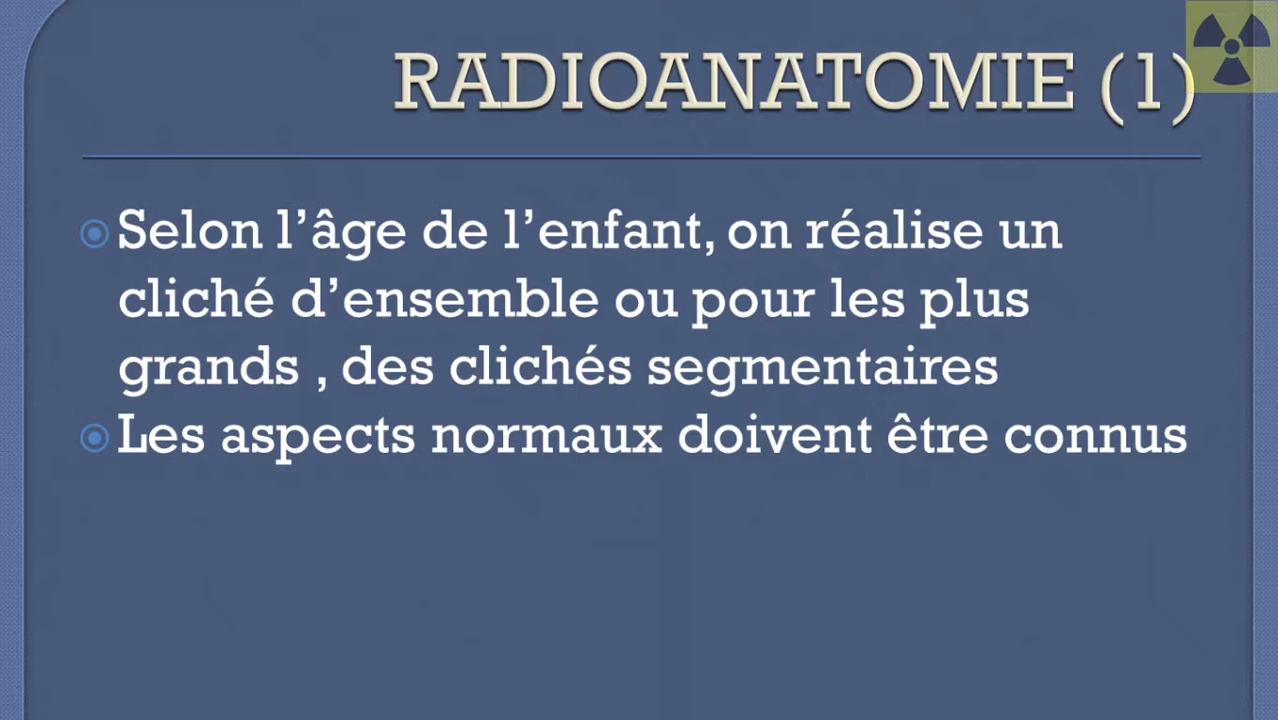 RADIOANATOMIE (1)
Selon l’âge de l’enfant, on réalise un
cliché d’ensemble ou pour les plus
grands , des clichés segmentaires
Les aspects normaux doivent être connus